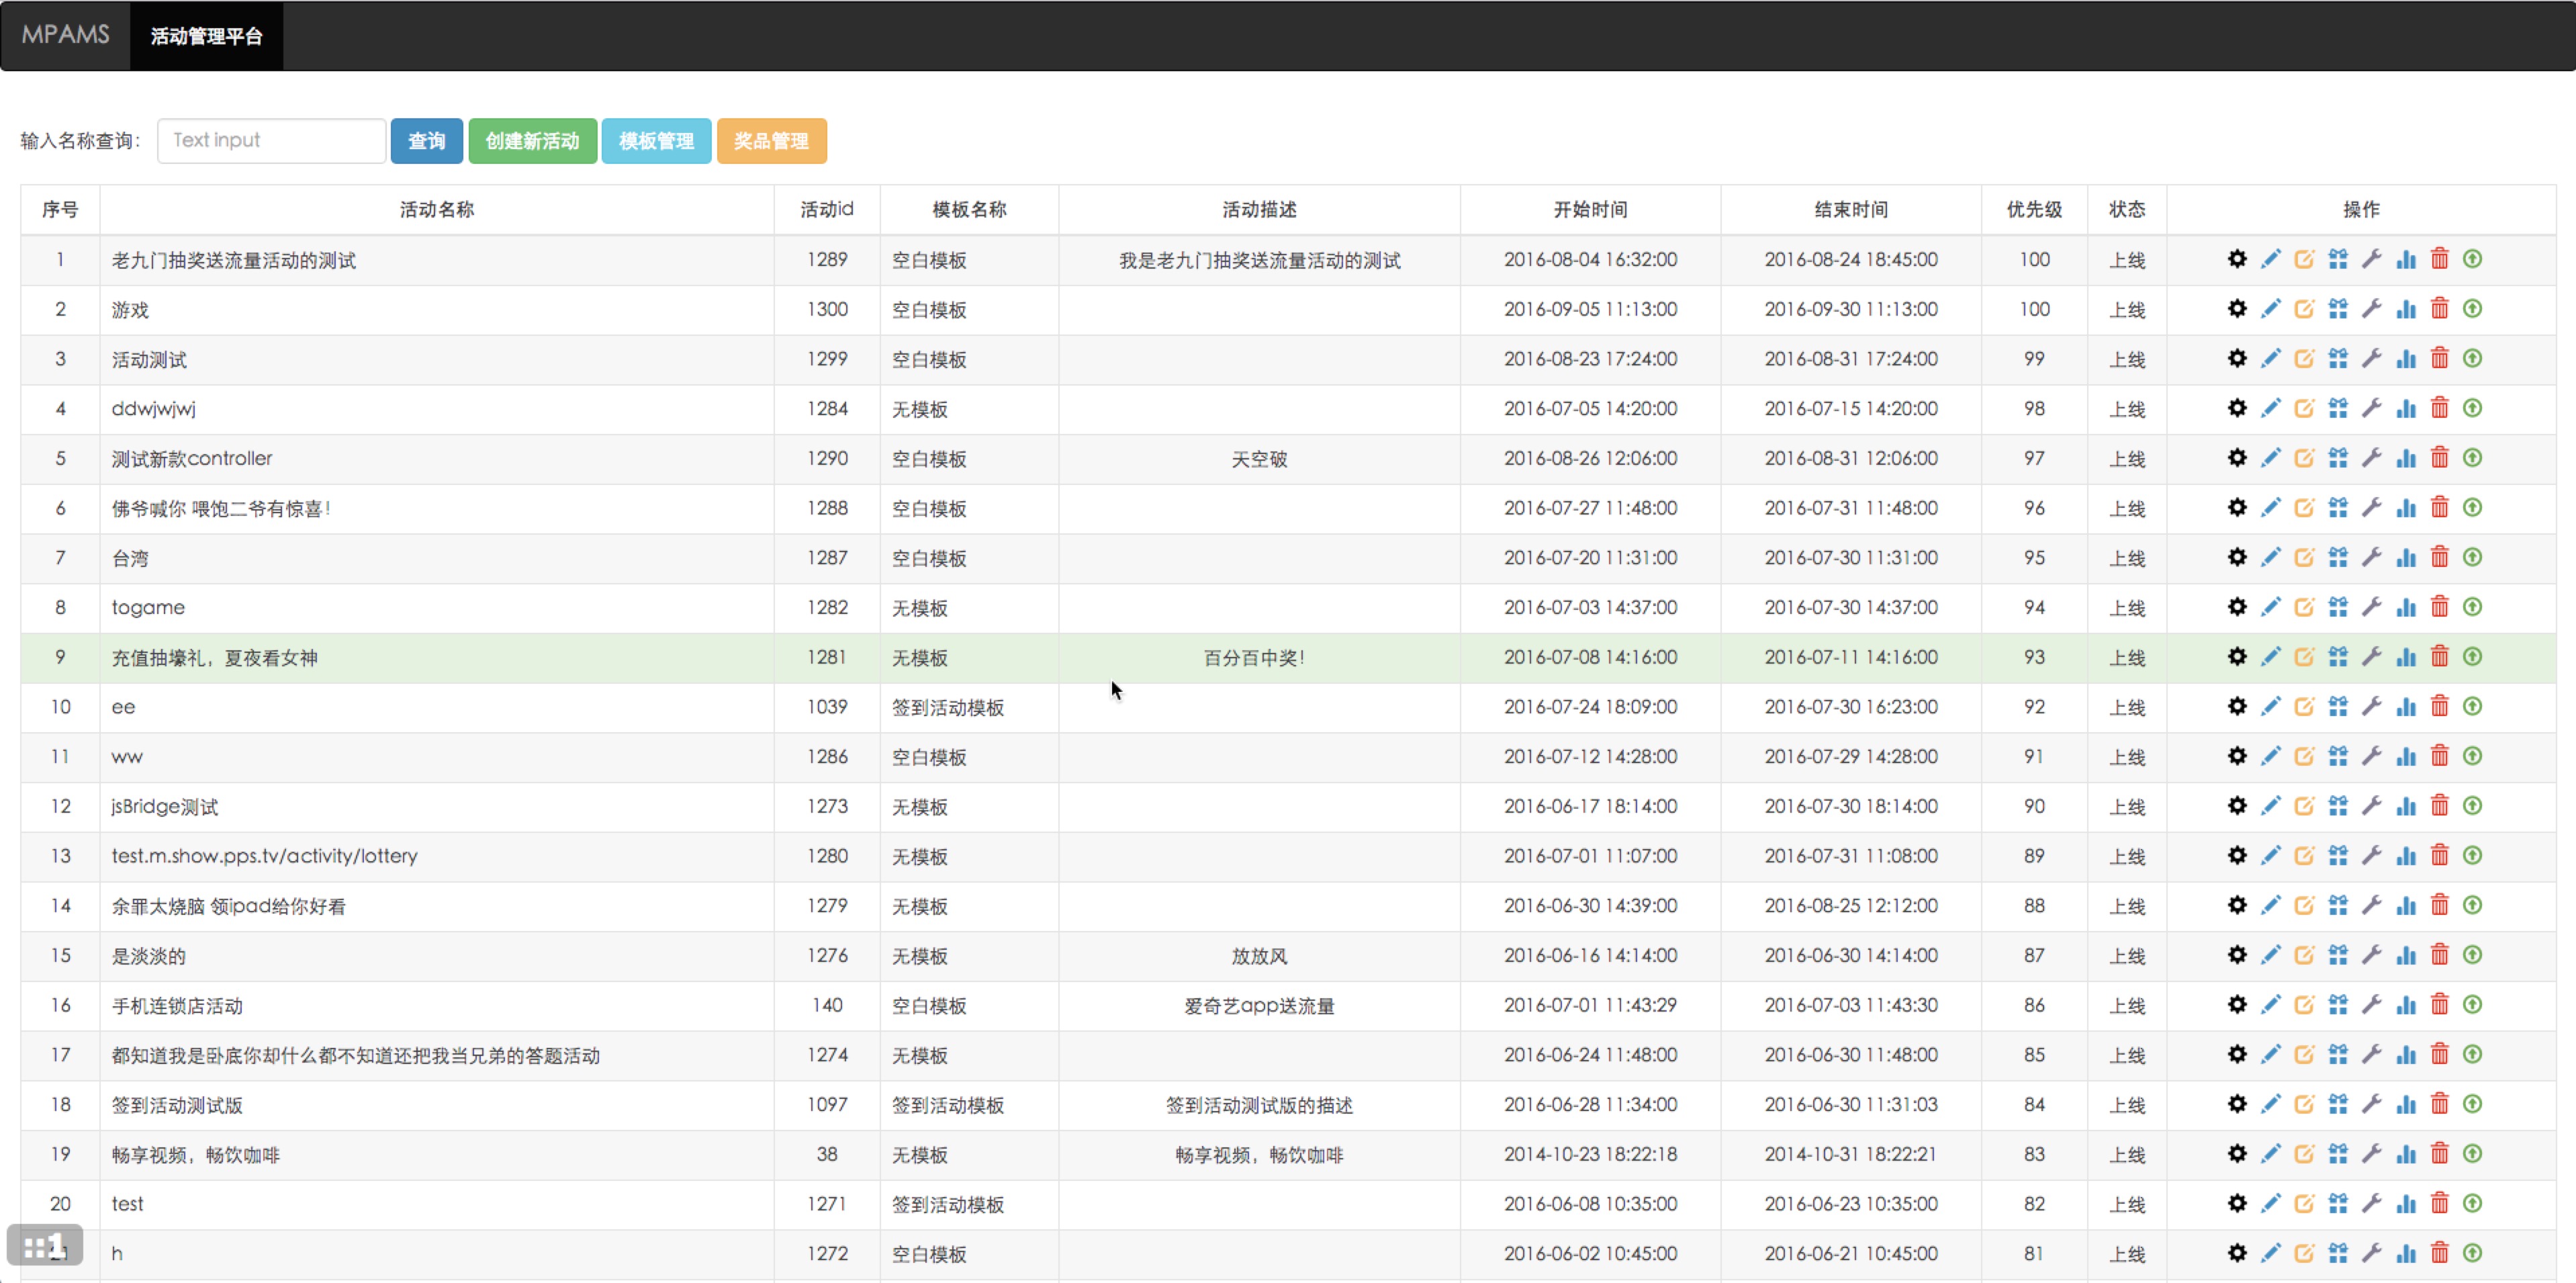 MPAMS 活动管理平台
输入名称查询： Text input 查询 创建新活动 模板管理 奖品管理
序号 活动名称 活动id 模板名称 活动描述 开始时间 结束时间 优先级 状态 操作
1 老九门抽奖送流量活动的测试 1289 空白模板 我是老九门抽奖送流量活动的测试 2016-08-04 16:32:00 2016-08-24 18:45:00 100 上线
2 游戏 1300 空白模板 2016-09-05 11:13:00 2016-09-30 11:13:00 100 上线
3 活动测试 1299 空白模板 2016-08-23 17:24:00 2016-08-31 17:24:00 99 上线
4 ddwjwjwj 1284 无模板 2016-07-05 14:20:00 2016-07-15 14:20:00 98 上线
5 测试新款controller 1290 空白模板 天空破 2016-08-26 12:06:00 2016-08-31 12:06:00 97 上线
6 佛爷喊你 喂饱二爷有惊喜！ 1288 空白模板 2016-07-27 11:48:00 2016-07-31 11:48:00 96 上线
7 台湾 1287 空白模板 2016-07-20 11:31:00 2016-07-30 11:31:00 95 上线
8 togame 1282 无模板 2016-07-03 14:37:00 2016-07-30 14:37:00 94 上线
9 充值抽壕礼，夏夜看女神 1281 无模板 百分百中奖！ 2016-07-08 14:16:00 2016-07-11 14:16:00 93 上线
10 ee 1039 签到活动模板 2016-07-24 18:09:00 2016-07-30 16:23:00 92 上线
11 ww 1286 空白模板 2016-07-12 14:28:00 2016-07-29 14:28:00 91 上线
12 jsBridge测试 1273 无模板 2016-06-17 18:14:00 2016-07-30 18:14:00 90 上线
13 test.m.show.pps.tv/activity/lottery 1280 无模板 2016-07-01 11:07:00 2016-07-31 11:08:00 89 上线
14 余罪太烧脑 领ipad给你好看 1279 无模板 2016-06-30 14:39:00 2016-08-25 12:12:00 88 上线
15 是淡淡的 1276 无模板 放放风 2016-06-16 14:14:00 2016-06-30 14:14:00 87 上线
16 手机连锁店活动 140 空白模板 爱奇艺app送流量 2016-07-01 11:43:29 2016-07-03 11:43:30 86 上线
17 都知道我是卧底你却什么都不知道还把我当兄弟的答题活动 1274 无模板 2016-06-24 11:48:00 2016-06-30 11:48:00 85 上线
18 签到活动测试版 1097 签到活动模板 签到活动测试版的描述 2016-06-28 11:34:00 2016-06-30 11:31:03 84 上线
19 畅享视频，畅饮咖啡 38 无模板 畅享视频，畅饮咖啡 2014-10-23 18:22:18 2014-10-31 18:22:21 83 上线
20 test 1271 签到活动模板 2016-06-08 10:35:00 2016-06-23 10:35:00 82 上线
21 h 1272 空白模板 2016-06-02 10:45:00 2016-06-21 10:45:00 81 上线
1